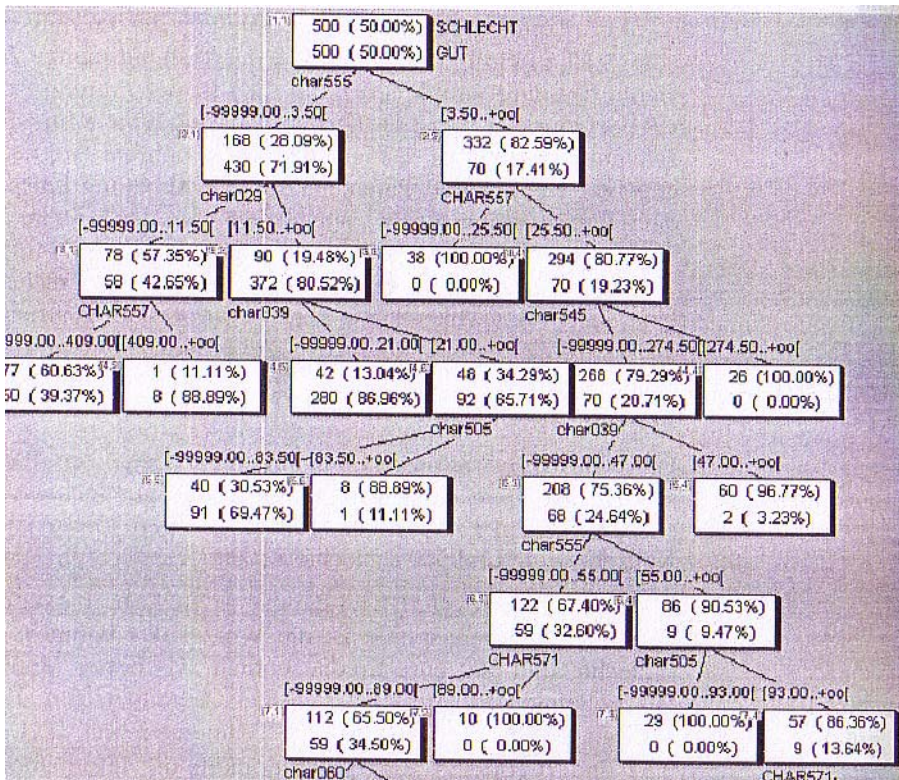 [1,1] 500 ( 50.00%) SCHLECHT
500 ( 50.00%) GUT
char555
[-99999.00..3.50[ [3.50..+oo[
[2,1] 168 ( 28.09%) [2,2] 332 ( 82.59%)
430 ( 71.91%) 70 ( 17.41%)
char029 CHAR557
[-99999.00..11.50[ [11.50..+oo[ [-99999.00..25.50[ [25.50..+oo[
78 ( 57.35%) 90 ( 19.48%) 38 (100.00%) 294 ( 80.77%)
58 ( 42.65%) 372 ( 80.52%) 0 ( 0.00%) 70 ( 19.23%)
CHAR557 char039 char545
999.00..409.00[ [409.00..+oo[ [-99999.00..21.00[ [21.00..+oo[ [-99999.00..274.50[ [274.50..+oo[
77 ( 60.63%) 1 ( 11.11%) 42 ( 13.04%) 48 ( 34.29%) 268 ( 79.29%) 26 (100.00%)
50 ( 39.37%) 8 ( 88.89%) 280 ( 86.96%) 92 ( 65.71%) 70 ( 20.71%) 0 ( 0.00%)
char505 char039
[-99999.00..83.50[ [83.50..+oo[ [-99999.00..47.00[ [47.00..+oo[
40 ( 30.53%) 8 ( 88.89%) 208 ( 75.36%) 60 ( 96.77%)
91 ( 69.47%) 1 ( 11.11%) 68 ( 24.64%) 2 ( 3.23%)
char555
[-99999.00..55.00[ [55.00..+oo[
122 ( 67.40%) 86 ( 90.53%)
59 ( 32.60%) 9 ( 9.47%)
CHAR571 char505
[-99999.00..89.00[ [89.00..+oo[ [-99999.00..93.00[ [93.00..+oo[
112 ( 65.50%) 10 (100.00%) 29 (100.00%) 57 ( 86.36%)
59 ( 34.50%) 0 ( 0.00%) 0 ( 0.00%) 9 ( 13.64%)
char060 CHAR571